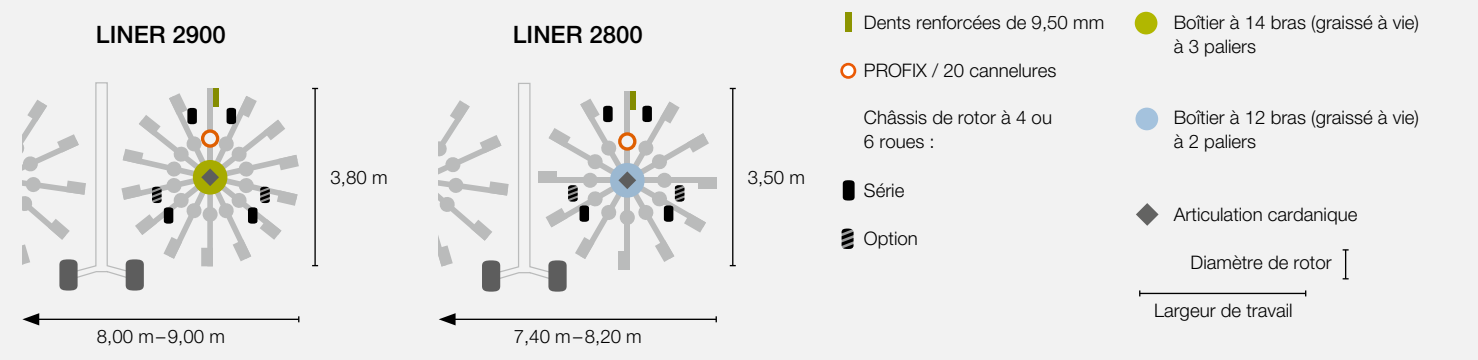 LINER 2900
3,80 m
8,00 m–9,00 m
LINER 2800
3,50 m
7,40 m–8,20 m
Dents renforcées de 9,50 mm
PROFIX / 20 cannelures
Châssis de rotor à 4 ou
6 roues :
Série
Option
Boîtier à 14 bras (graissé à vie)
à 3 paliers
Boîtier à 12 bras (graissé à vie)
à 2 paliers
Articulation cardanique
Diamètre de rotor
Largeur de travail